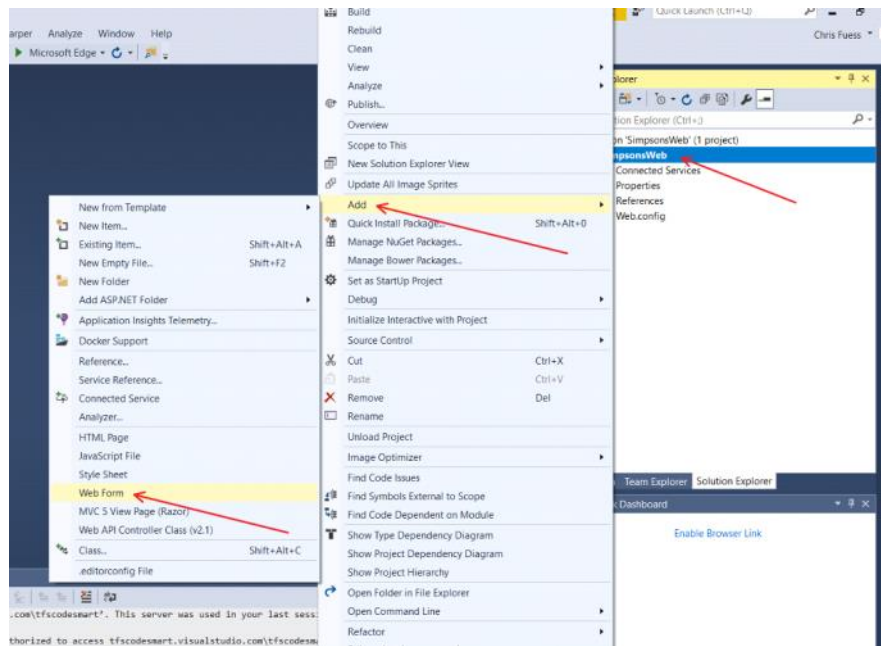 Quick Launch (Ctrl+Q)
arper Analyze Window Help
Chris Fuess
Microsoft Edge
Build
Rebuild
Clean
View
Analyze
Publish...
Overview
Scope to This
New Solution Explorer View
Update All Image Sprites
Add
Quick Install Package... Shift+Alt+0
Manage NuGet Packages...
Manage Bower Packages...
Set as StartUp Project
Debug
Initialize Interactive with Project
Source Control
Cut Ctrl+X
Paste Ctrl+V
Remove Del
Rename
Unload Project
Image Optimizer
Find Code Issues
Find Symbols External to Scope
Find Code Dependent on Module
Show Type Dependency Diagram
Show Project Dependency Diagram
Show Project Hierarchy
Open Folder in File Explorer
Open Command Line
Refactor
New from Template
New Item...
Existing Item... Shift+Alt+A
New Empty File... Shift+F2
New Folder
Add ASP.NET Folder
Application Insights Telemetry...
Docker Support
Reference...
Service Reference...
Connected Service
Analyzer...
HTML Page
JavaScript File
Style Sheet
Web Form
MVC 5 View Page (Razor)
Web API Controller Class (v2.1)
Class... Shift+Alt+C
.editorconfig File
plorer
tion Explorer (Ctrl+;)
on 'SimpsonsWeb' (1 project)
mpsonsWeb
Connected Services
Properties
References
Web.config
Team Explorer Solution Explorer
Dashboard
Enable Browser Link
.com\tfscodesmart'. This server was used in your last sess
thorized to access tfscodesmart.visualstudio.com\tfscodesm